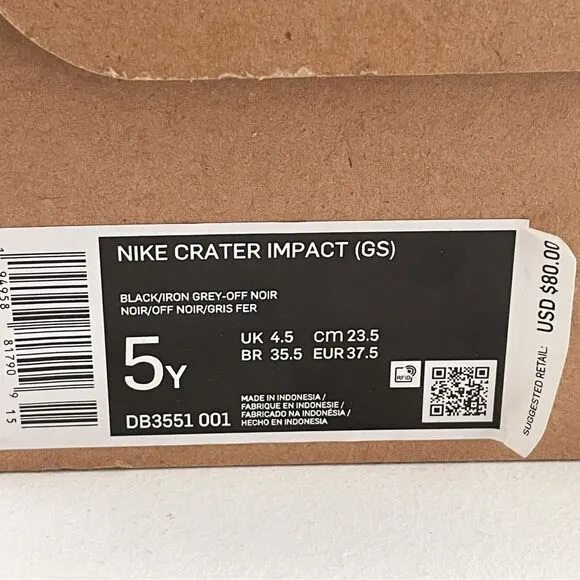 NIKE CRATER IMPACT (GS)
BLACK/IRON GREY-OFF NOIR
NOIR/OFF NOIR/GRIS FER
5Y
UK 4.5 cm 23.5
BR 35.5 EUR 37.5
RFID
DB3551 001
MADE IN INDONESIA /
FABRIQUE EN INDONESIE /
FABRICADO NA INDONÉSIA /
HECHO EN INDONESIA
SUGGESTED RETAIL: USD $80.00
1 94958 81790 9 15